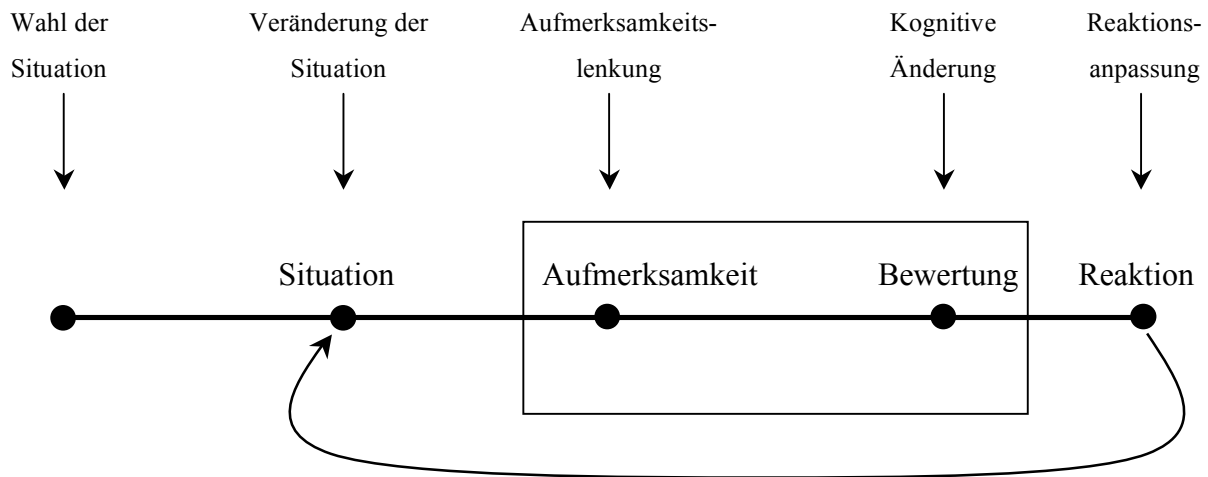 Wahl der
Situation
Veränderung der
Situation
Aufmerksamkeits-
lenkung
Kognitive
Änderung
Reaktions-
anpassung
Situation
Aufmerksamkeit
Bewertung
Reaktion